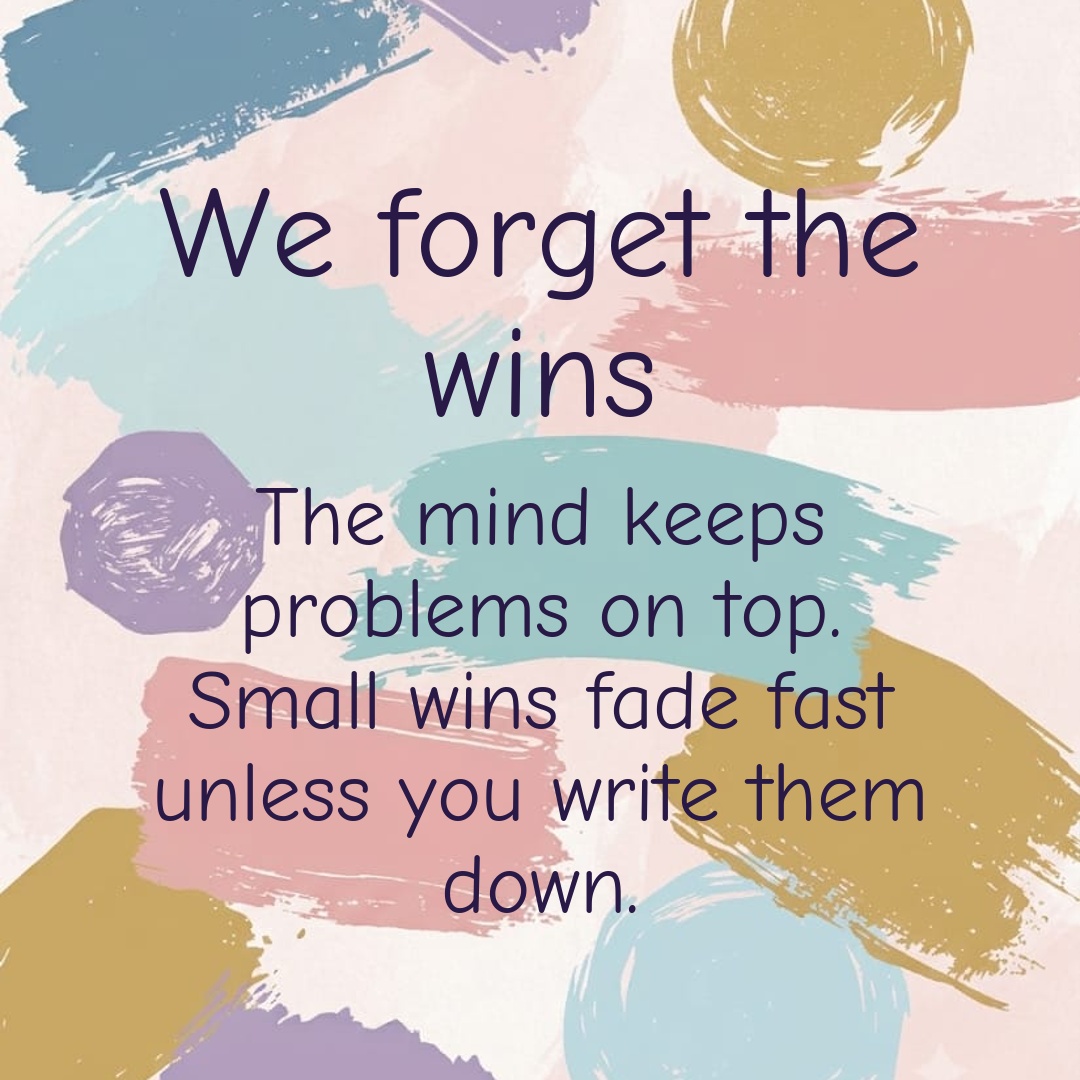 We forget the
wins
The mind keeps
problems on top.
Small wins fade fast
unless you write them
down.